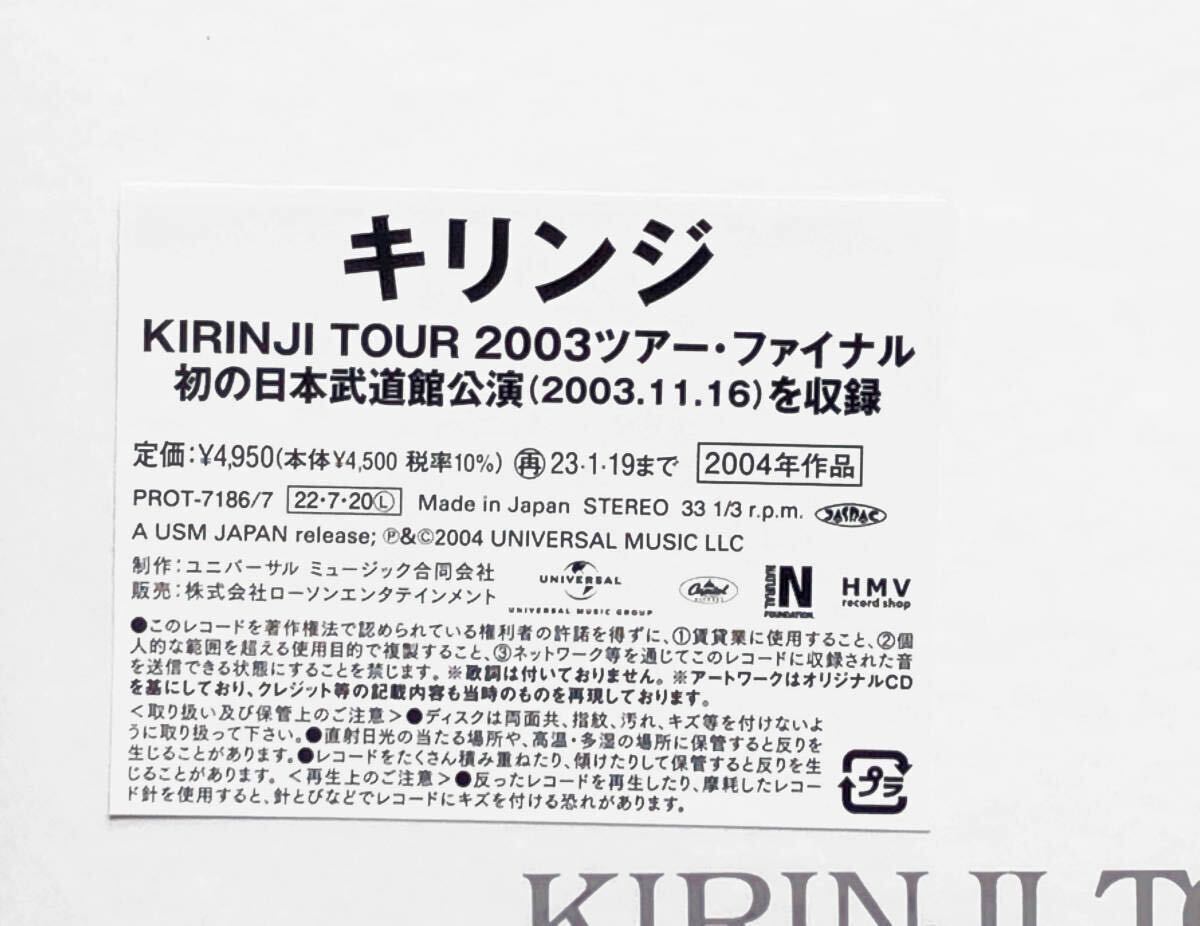 キリンジ
KIRINJI TOUR 2003ツアー・ファイナル
初の日本武道館公演(2003.11.16)を収録
定価:¥4,950(本体¥4,500 税率10%) ㊢23·1·19まで 2004年作品
PROT-7186/7 22·7·20Ⓛ Made in Japan STEREO 33 1/3 r.p.m. JASRAC
A USM JAPAN release; ℗&©2004 UNIVERSAL MUSIC LLC
制作:ユニバーサル ミュージック合同会社
販売:株式会社ローソンエンタテインメント
UNIVERSAL
UNIVERSAL MUSIC GROUP
Capitol
RECORDS
NATURAL
N
FOUNDATION
HMV
record shop
●このレコードを著作権法で認められている権利者の許諾を得ずに、①賃貸業に使用すること、②個
人的な範囲を超える使用目的で複製すること、③ネットワーク等を通じてこのレコードに収録された音
を送信できる状態にすることを禁じます。※歌詞は付いておりません。※アートワークはオリジナルCD
を基にしており、クレジット等の記載内容も当時のものを再現しております。
<取り扱い及び保管上のご注意>●ディスクは両面共、指紋、汚れ、キズ等を付けないよ
うに取り扱って下さい。●直射日光の当たる場所や、高温・多湿の場所に保管すると反りを
生じることがあります。●レコードをたくさん積み重ねたり、傾けたりして保管すると反りを生
じることがあります。<再生上のご注意>●反ったレコードを再生したり、摩耗したレコー
ド針を使用すると、針とびなどでレコードにキズを付ける恐れがあります。
プラ
KIRINJI TO